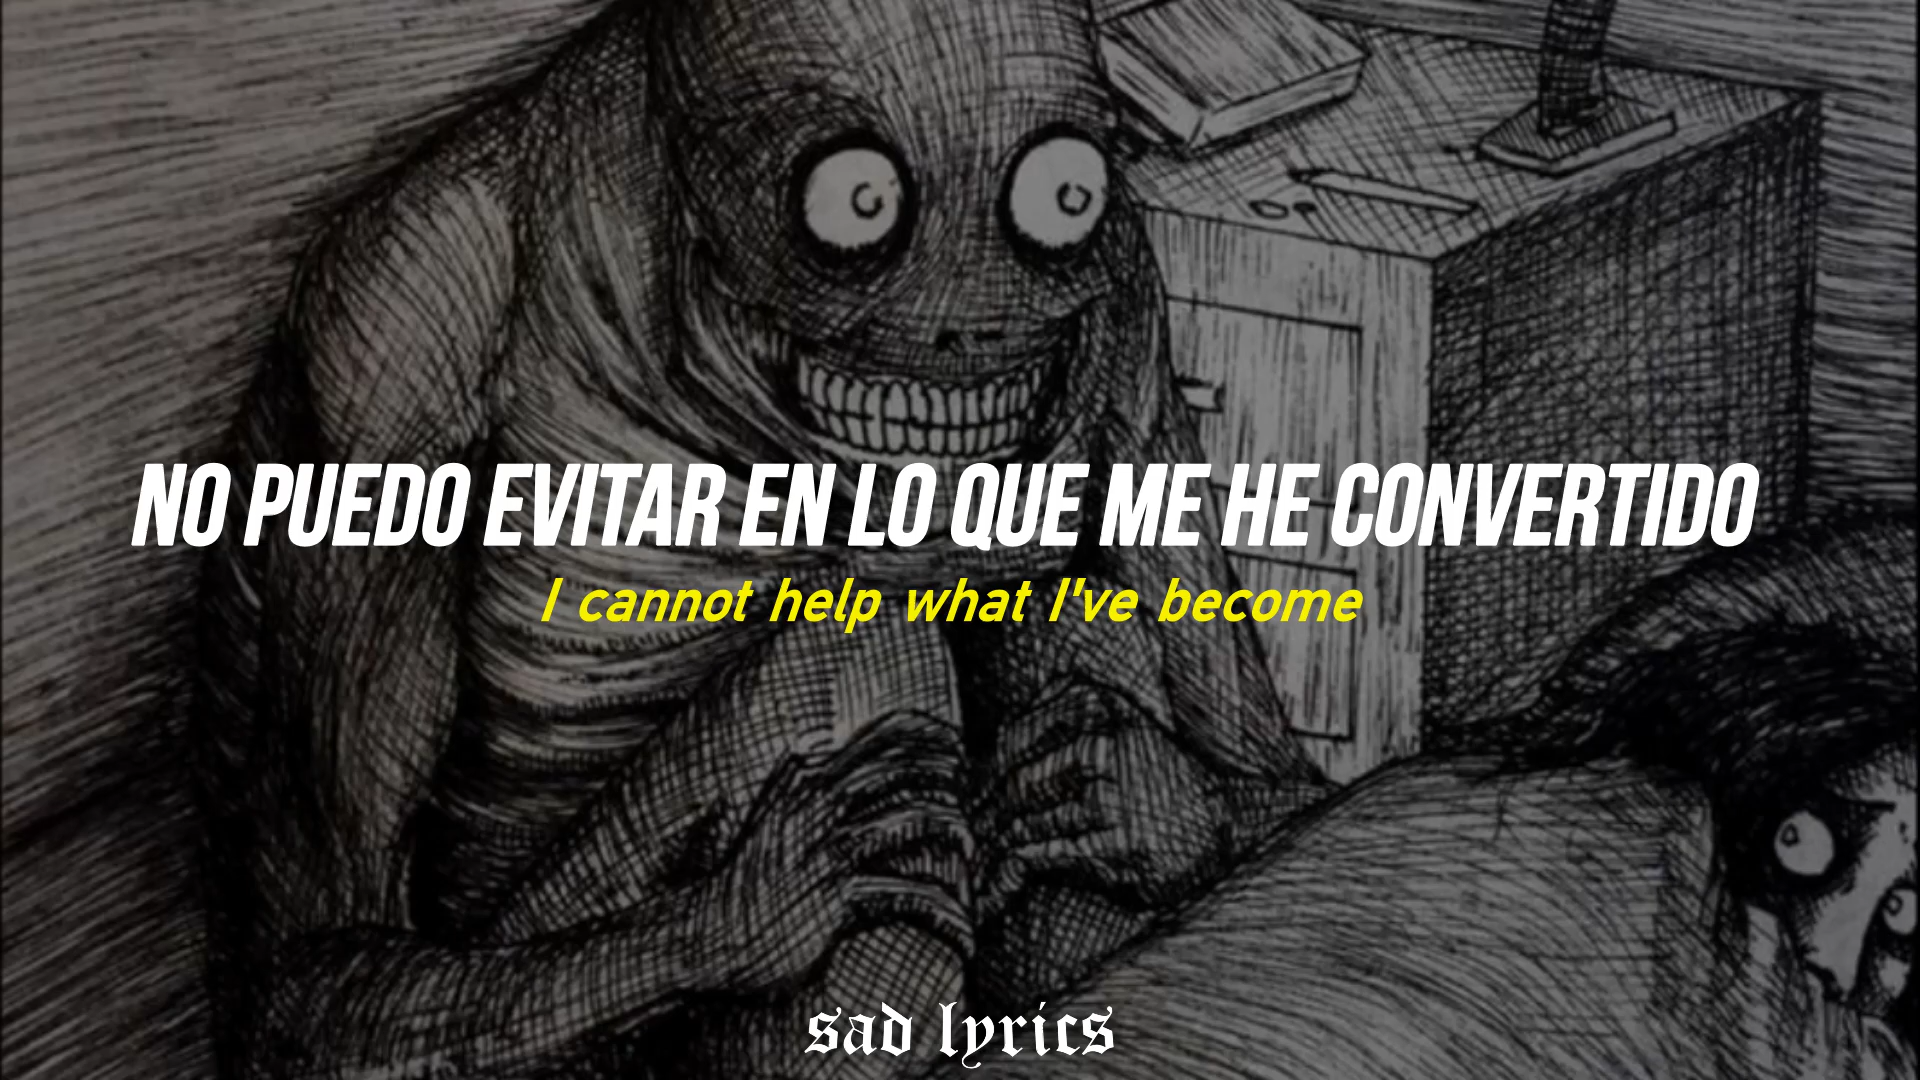 NO PUEDO EVITAR EN LO QUE ME HE CONVERTIDO
I cannot help what I've become
sad lyrics